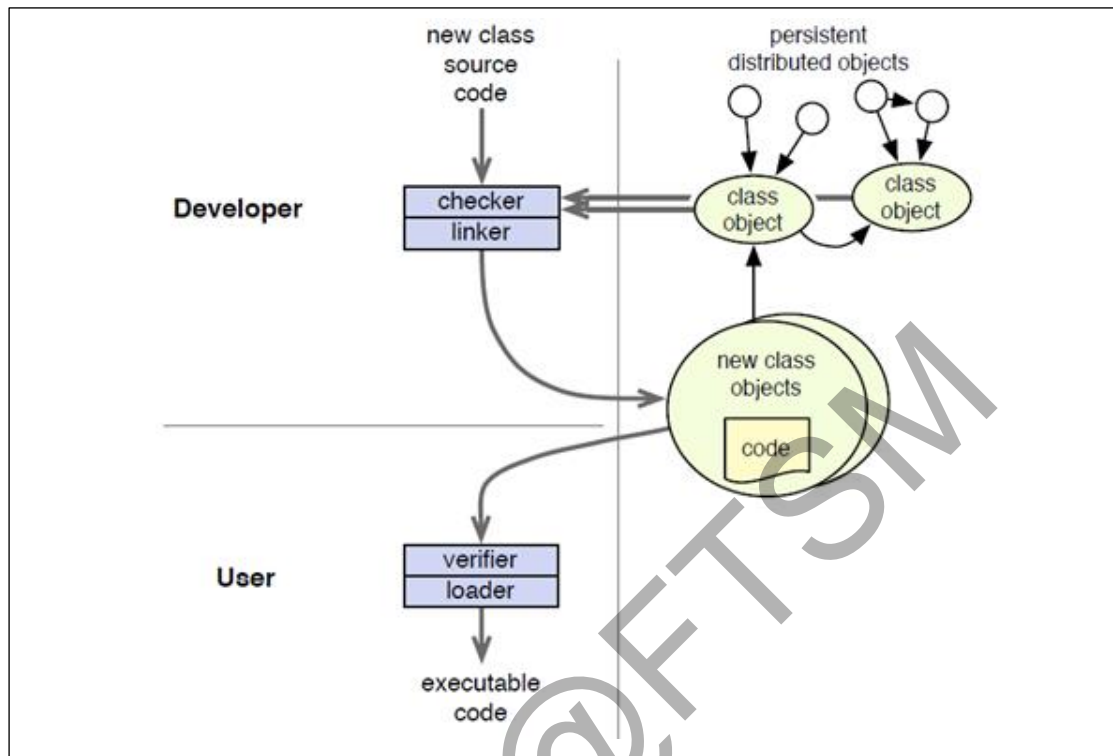 new class
source
code
persistent
distributed objects
Developer
checker
linker
class
object
class
object
new class
objects
code
User
verifier
loader
executable
code
@FTSM